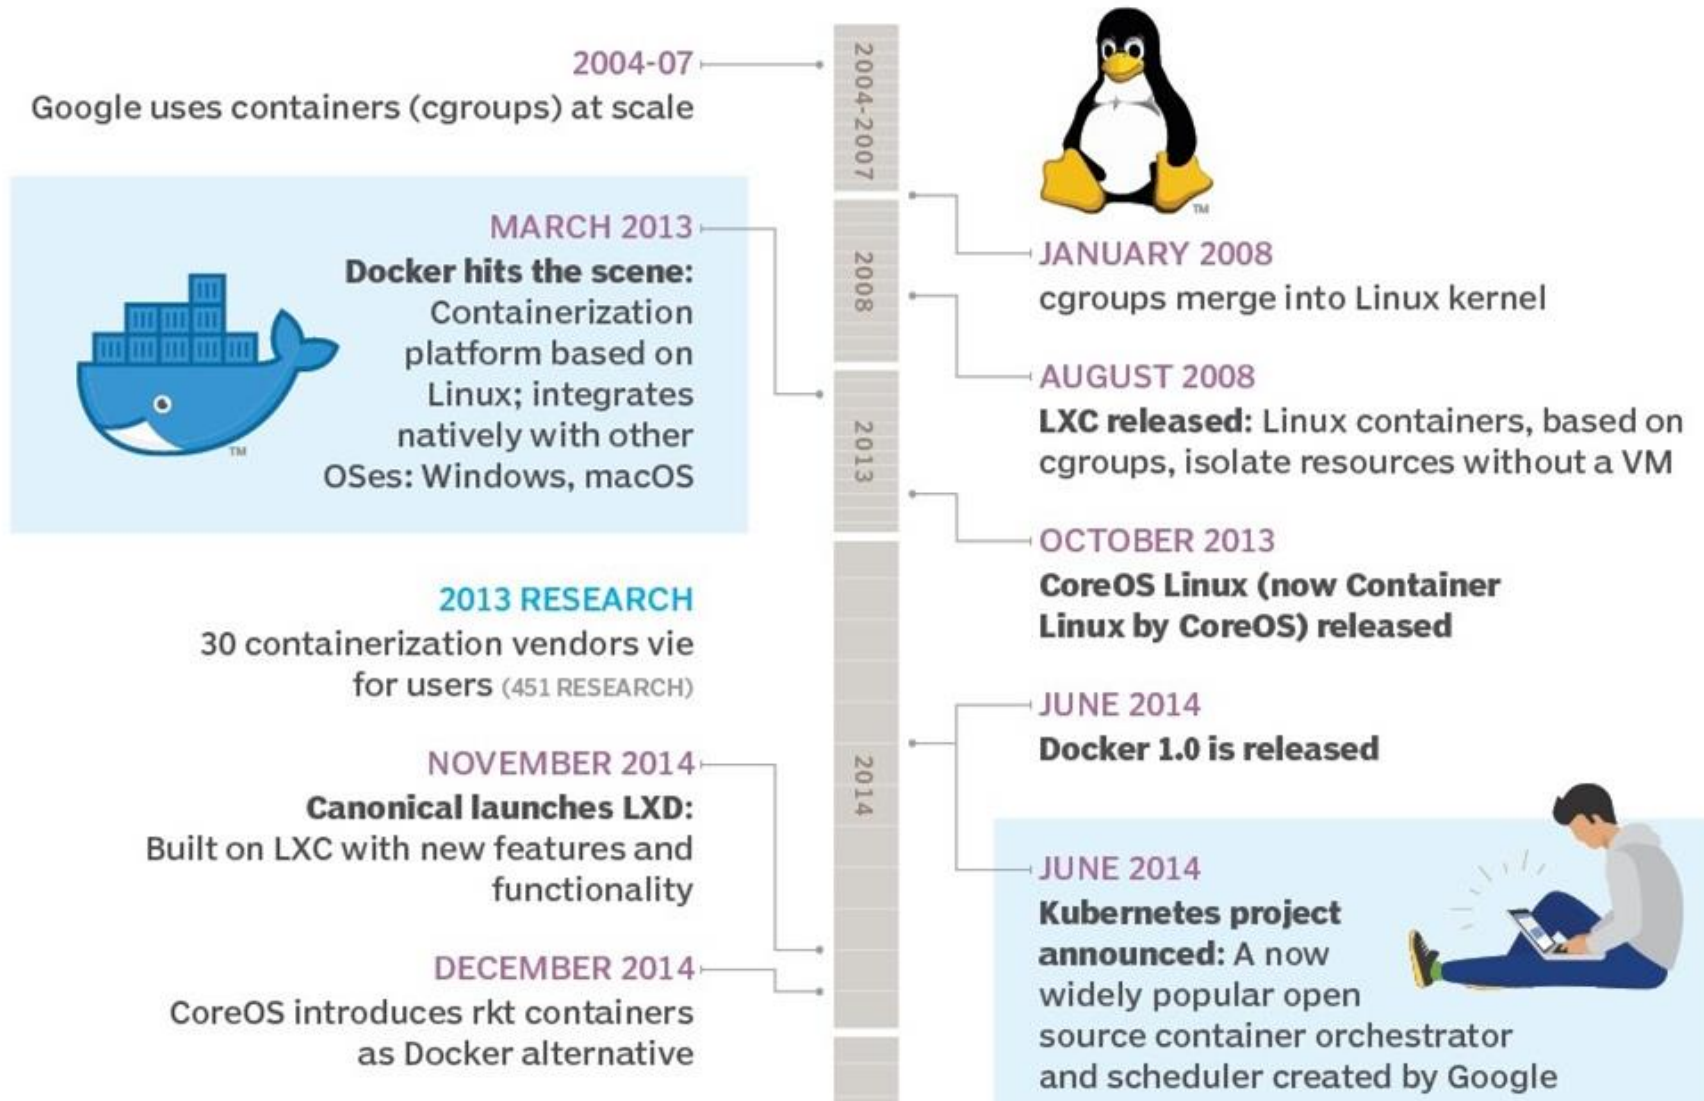 2004-07
Google uses containers (cgroups) at scale
2004-2007
TM
JANUARY 2008
cgroups merge into Linux kernel
2008
AUGUST 2008
LXC released: Linux containers, based on
cgroups, isolate resources without a VM
MARCH 2013
Docker hits the scene:
Containerization
platform based on
Linux; integrates
natively with other
OSes: Windows, macOS
TM
2013
OCTOBER 2013
CoreOS Linux (now Container
Linux by CoreOS) released
2013 RESEARCH
30 containerization vendors vie
for users (451 RESEARCH)
2014
JUNE 2014
Docker 1.0 is released
JUNE 2014
Kubernetes project
announced: A now
widely popular open
source container orchestrator
and scheduler created by Google
NOVEMBER 2014
Canonical launches LXD:
Built on LXC with new features and
functionality
DECEMBER 2014
CoreOS introduces rkt containers
as Docker alternative